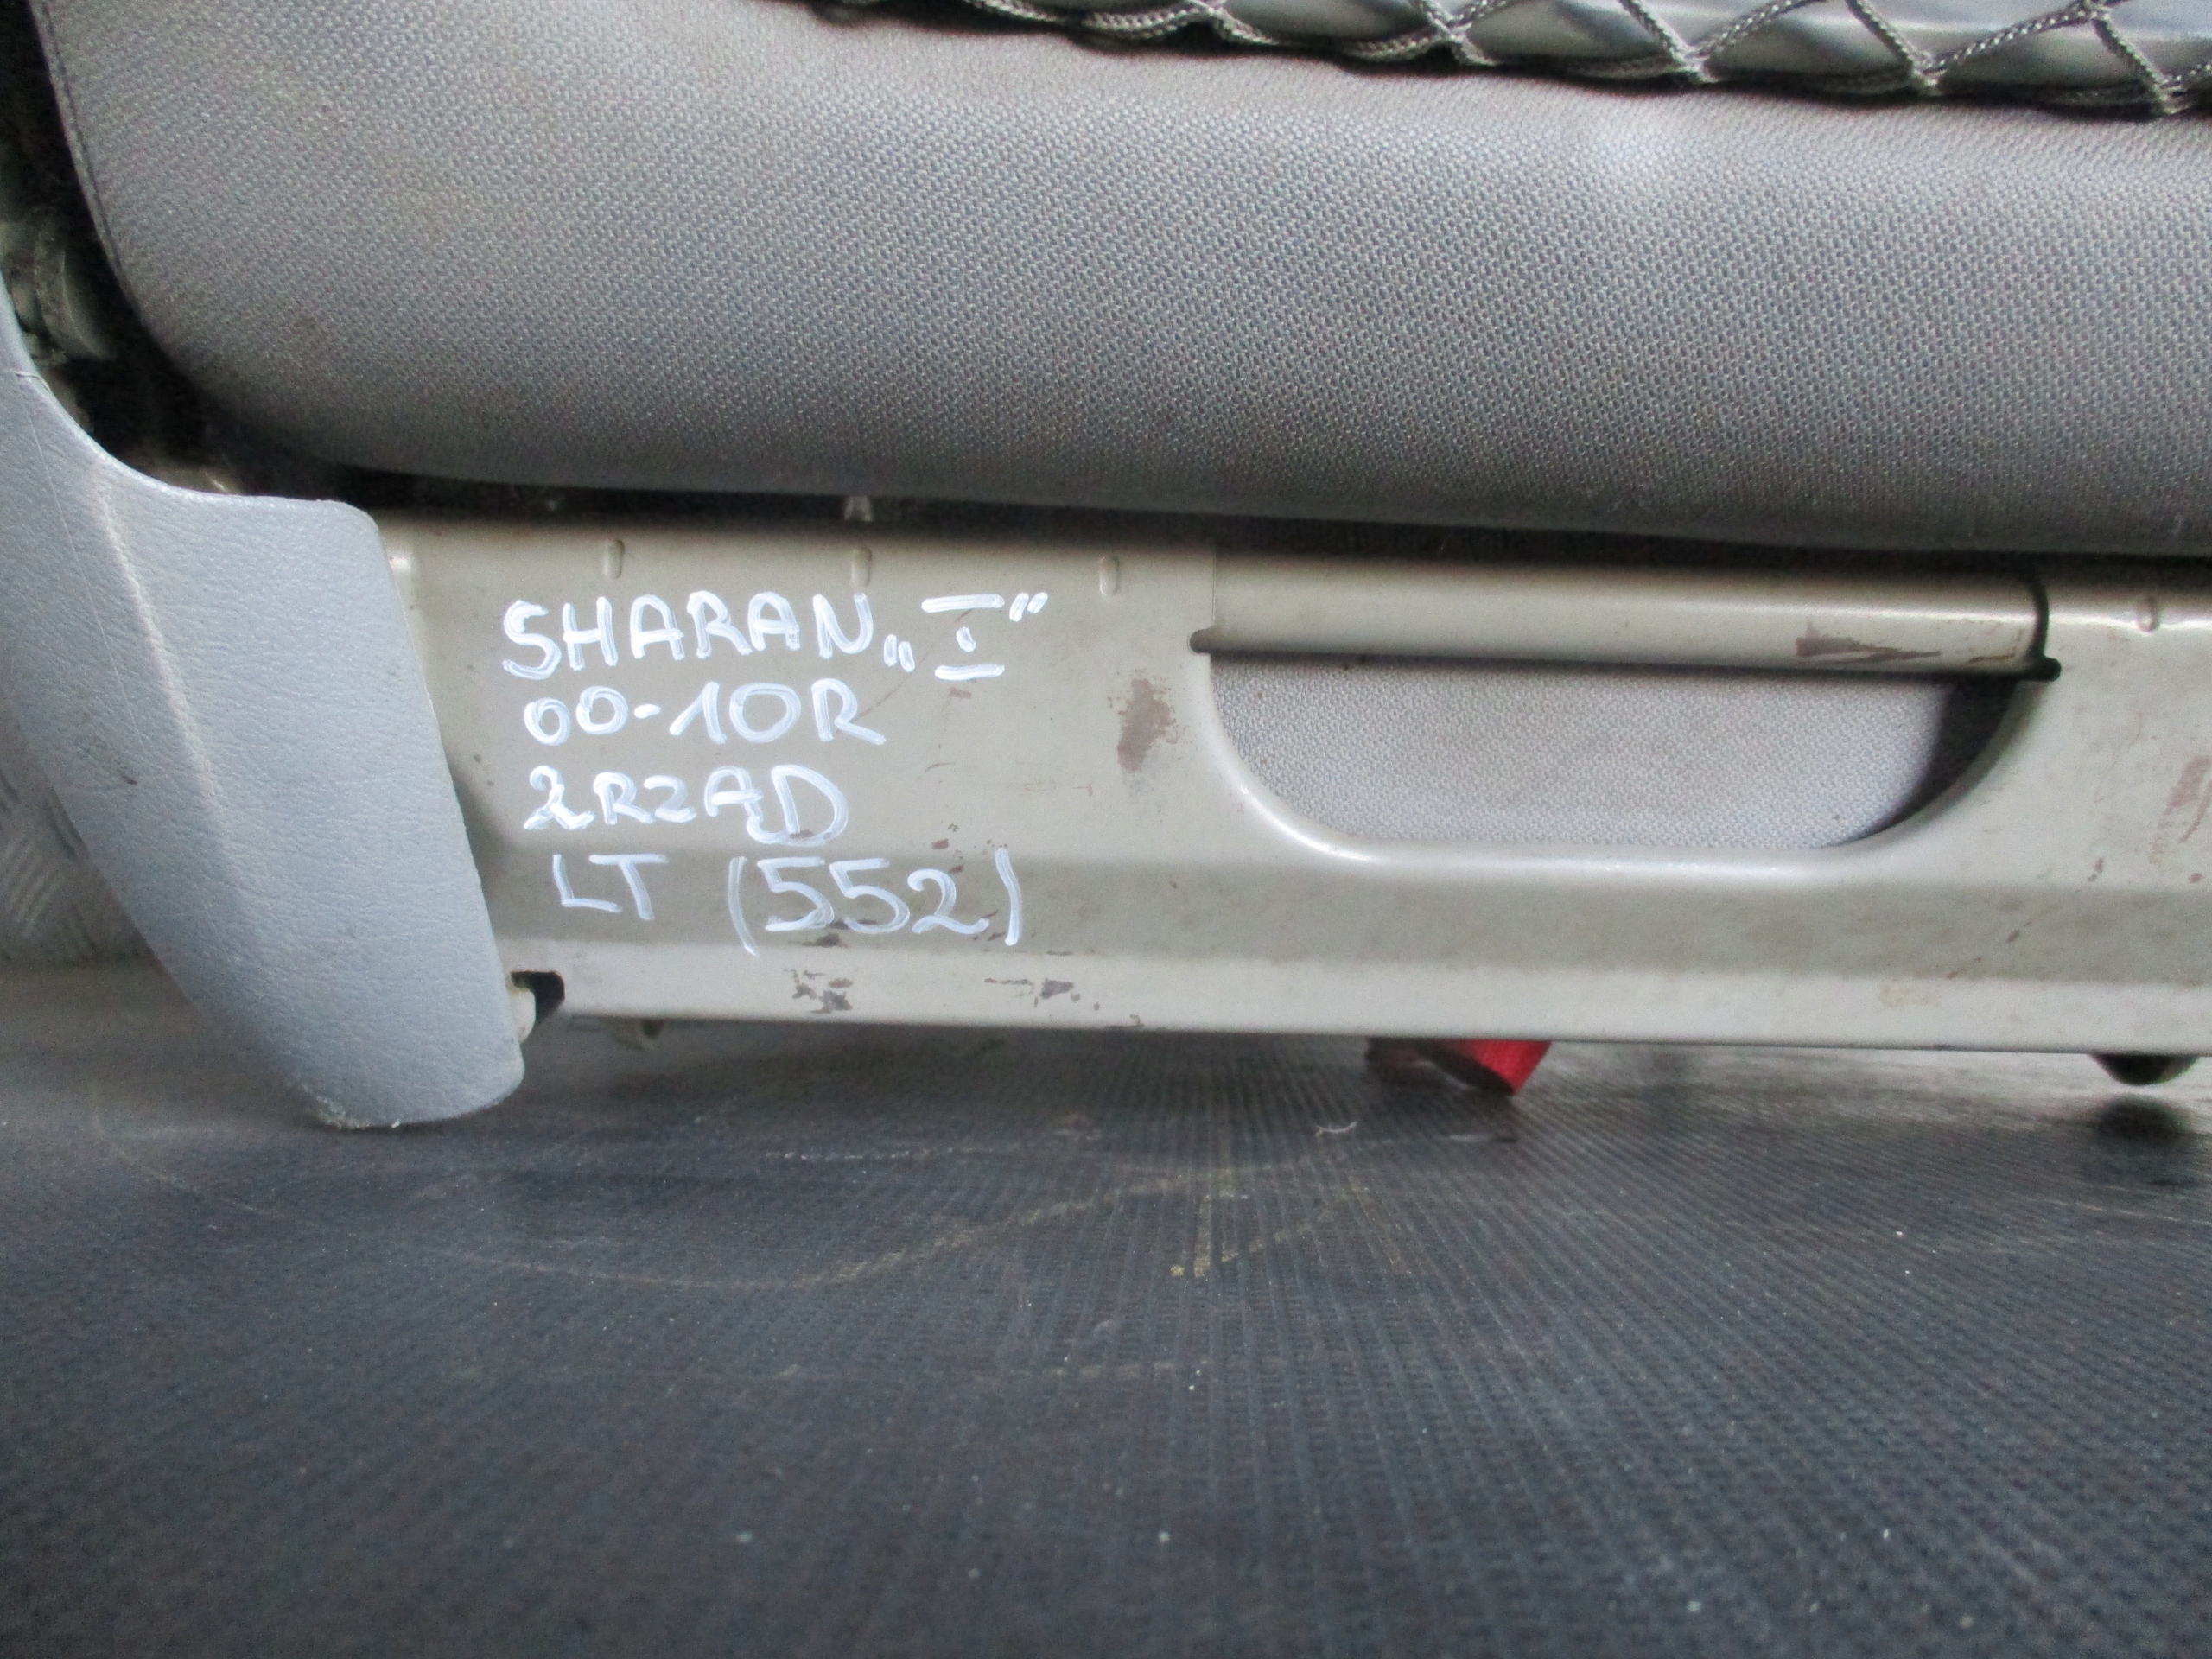 SHARAN „I”
00-10R
2RZAD
LT (552)